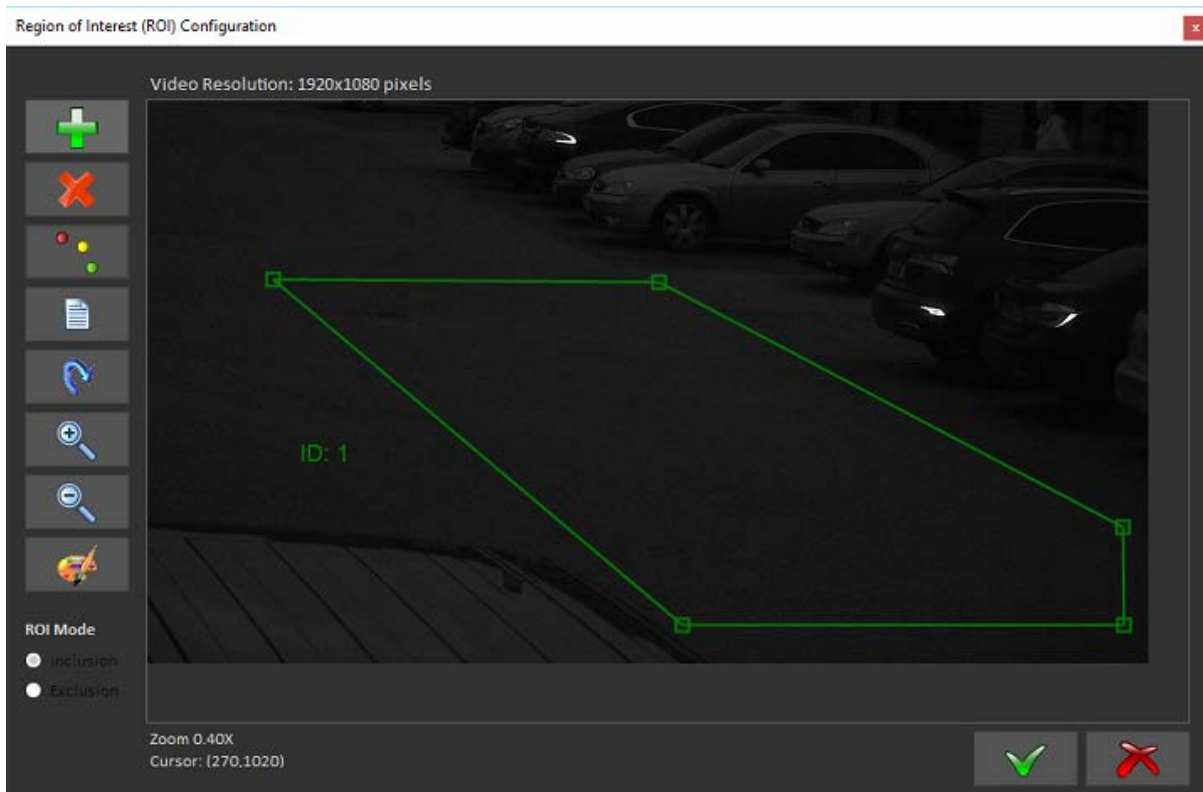 Region of Interest (ROI) Configuration
x
Video Resolution: 1920x1080 pixels
ID: 1
ROI Mode
Inclusion
Exclusion
Zoom 0.40X
Cursor: (270,1020)